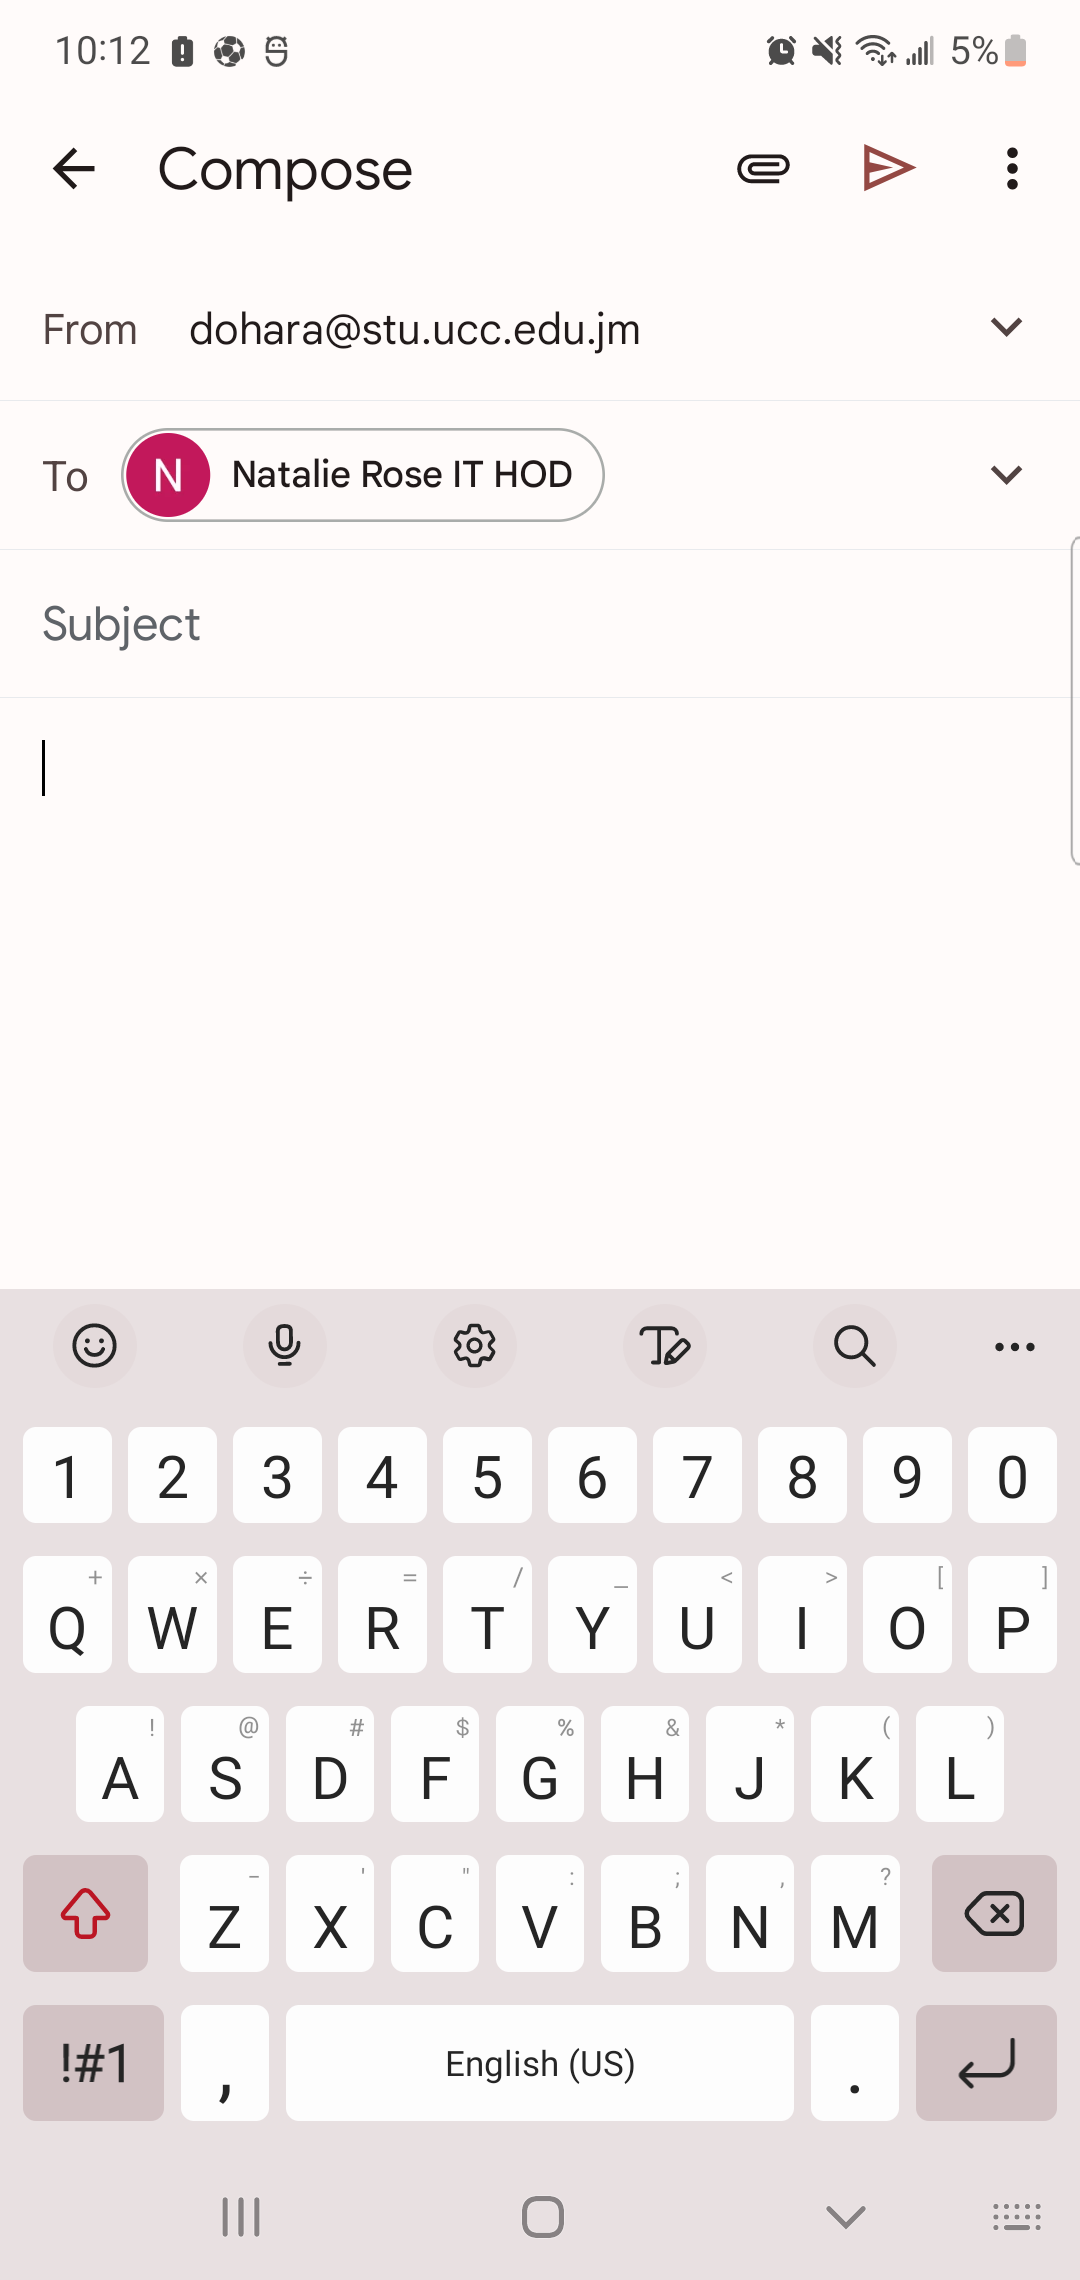 10:12 5%
Compose
From dohara@stu.ucc.edu.jm
To N Natalie Rose IT HOD
Subject
1 2 3 4 5 6 7 8 9 0
+ × ÷ = / _ < > [ ]
Q W E R T Y U I O P
! @ # $ % & * ( )
A S D F G H J K L
- ' " : ; , ?
Z X C V B N M
!#1 , English (US) .